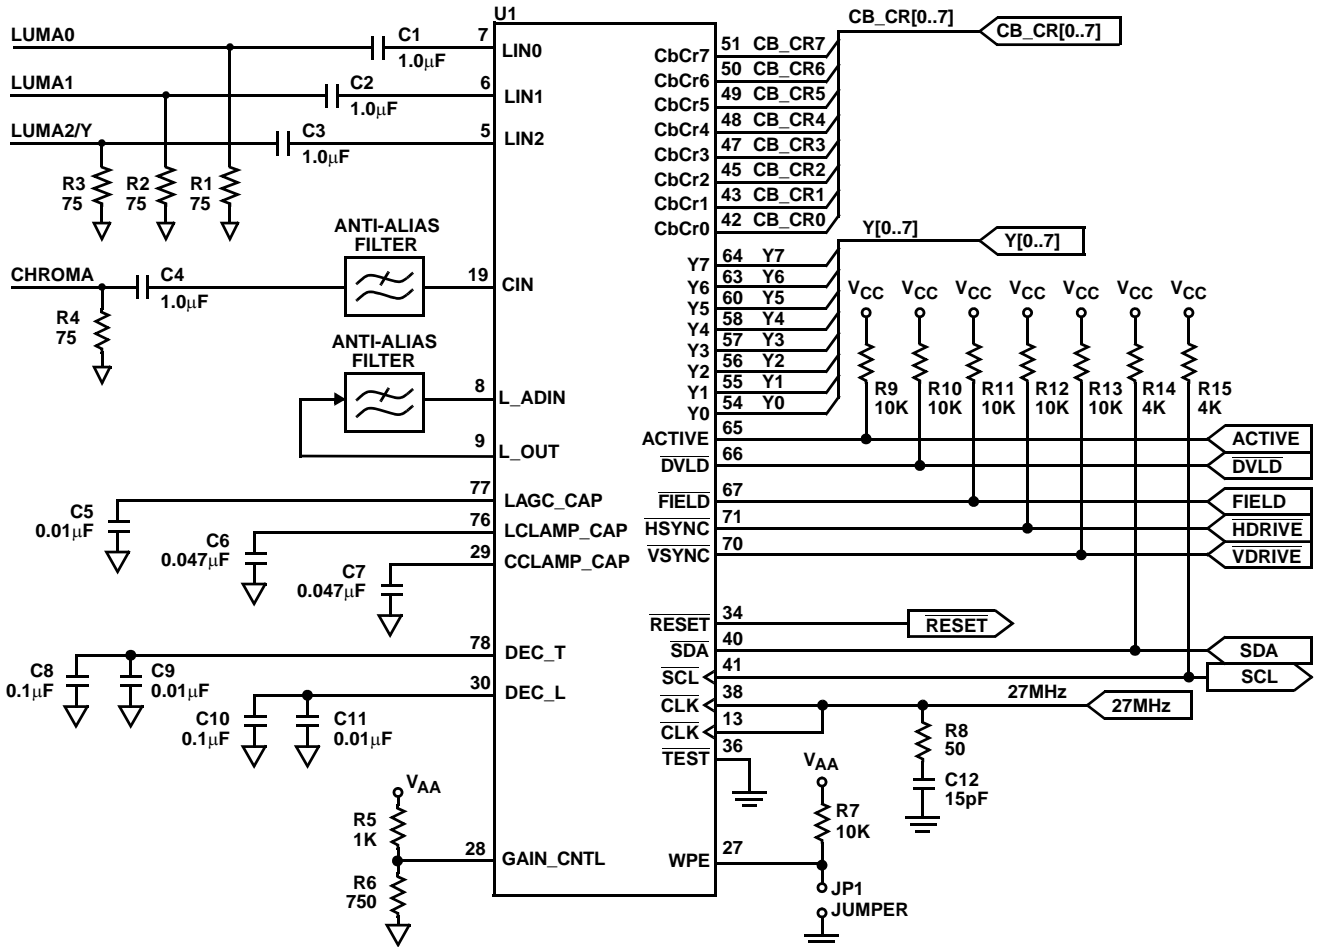 U1
LUMA0
C1
1.0μF
7
LIN0
LUMA1
C2
1.0μF
6
LIN1
LUMA2/Y
C3
1.0μF
5
LIN2
R3
75
R2
75
R1
75
ANTI-ALIAS
FILTER
CHROMA
C4
1.0μF
19
CIN
R4
75
ANTI-ALIAS
FILTER
8
L_ADIN
9
L_OUT
77
LAGC_CAP
C5
0.01μF
76
LCLAMP_CAP
C6
0.047μF
29
CCLAMP_CAP
C7
0.047μF
78
DEC_T
C8
0.1μF
C9
0.01μF
30
DEC_L
C10
0.1μF
C11
0.01μF
VAA
R5
1K
28
GAIN_CNTL
R6
750
CB_CR[0..7]
CB_CR[0..7]
CbCr7
51
CB_CR7
CbCr6
50
CB_CR6
CbCr5
49
CB_CR5
CbCr4
48
CB_CR4
CbCr3
47
CB_CR3
CbCr2
45
CB_CR2
CbCr1
43
CB_CR1
CbCr0
42
CB_CR0
Y[0..7]
Y[0..7]
Y7
64
Y7
Y6
63
Y6
Y5
60
Y5
Y4
58
Y4
Y3
57
Y3
Y2
56
Y2
Y1
55
Y1
Y0
54
Y0
VCC
VCC
VCC
VCC
VCC
VCC
VCC
R9
10K
R10
10K
R11
10K
R12
10K
R13
10K
R14
4K
R15
4K
ACTIVE
65
ACTIVE
DVLD
66
DVLD
FIELD
67
FIELD
HSYNC
71
HDRIVE
VSYNC
70
VDRIVE
RESET
34
RESET
SDA
40
SDA
SCL
41
SCL
CLK
38
27MHz
27MHz
CLK
13
TEST
36
R8
50
C12
15pF
VAA
R7
10K
WPE
27
JP1
JUMPER